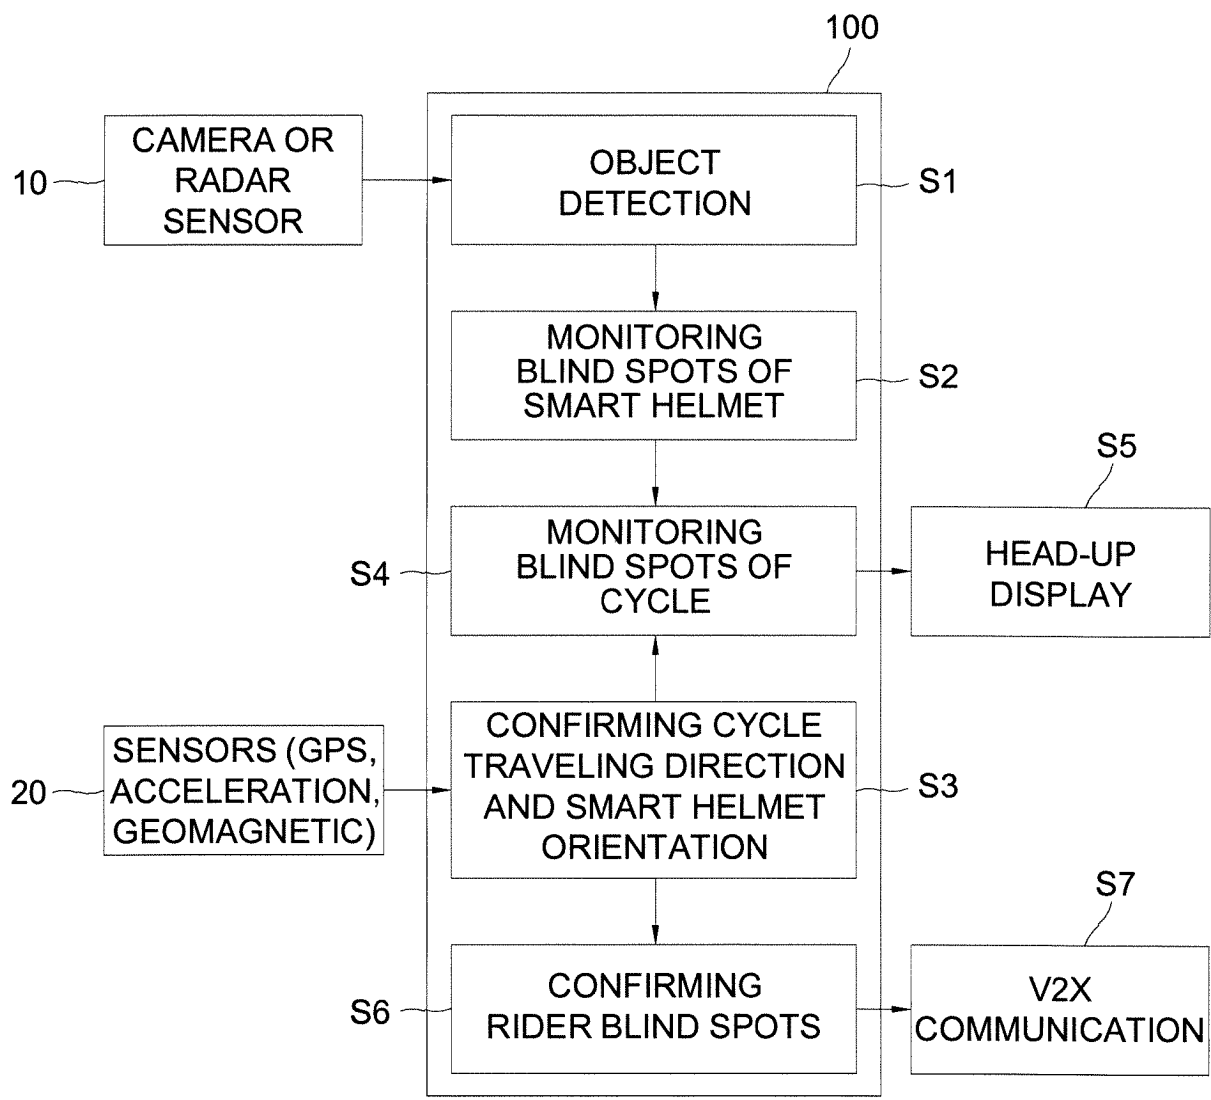 100
CAMERA OR
RADAR
SENSOR
10
OBJECT
DETECTION
S1
MONITORING
BLIND SPOTS OF
SMART HELMET
S2
MONITORING
BLIND SPOTS OF
CYCLE
S4
S5
HEAD-UP
DISPLAY
SENSORS (GPS,
ACCELERATION,
GEOMAGNETIC)
20
CONFIRMING CYCLE
TRAVELING DIRECTION
AND SMART HELMET
ORIENTATION
S3
CONFIRMING
RIDER BLIND SPOTS
S6
S7
V2X
COMMUNICATION